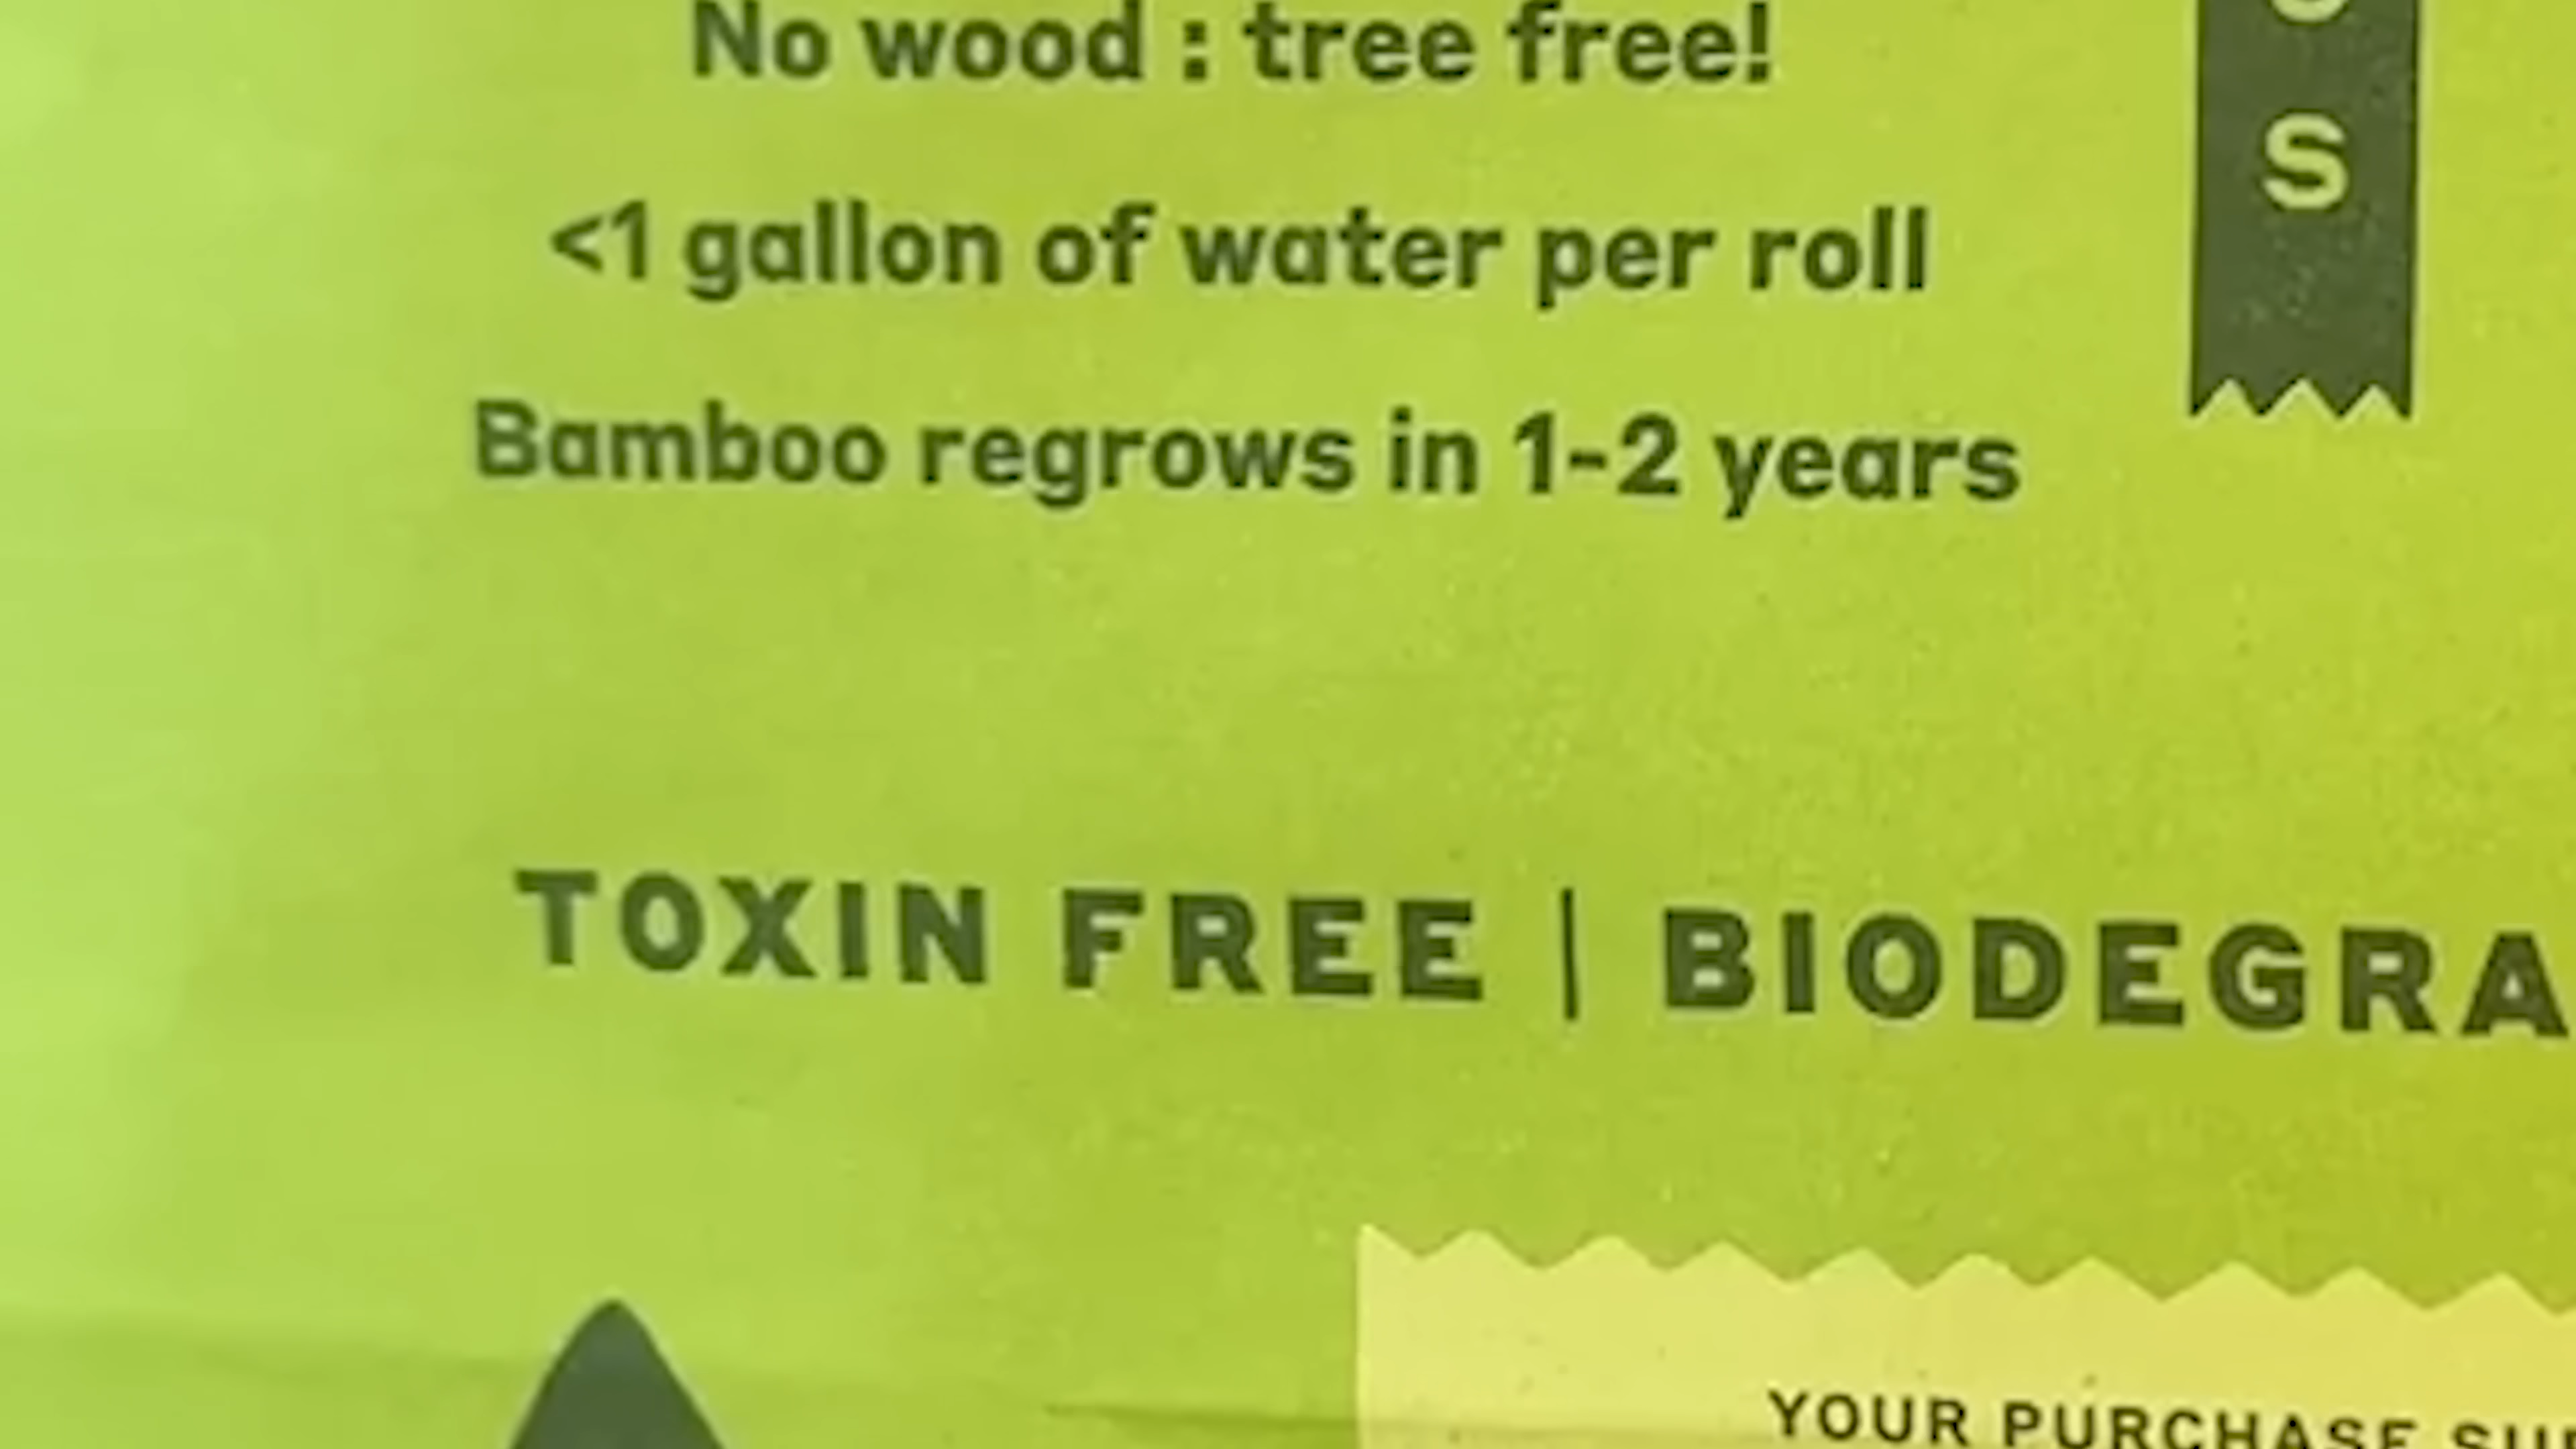 No wood : tree free!
<1 gallon of water per roll
Bamboo regrows in 1-2 years
S
TOXIN FREE | BIODEGRA
YOUR PURCHASE SU